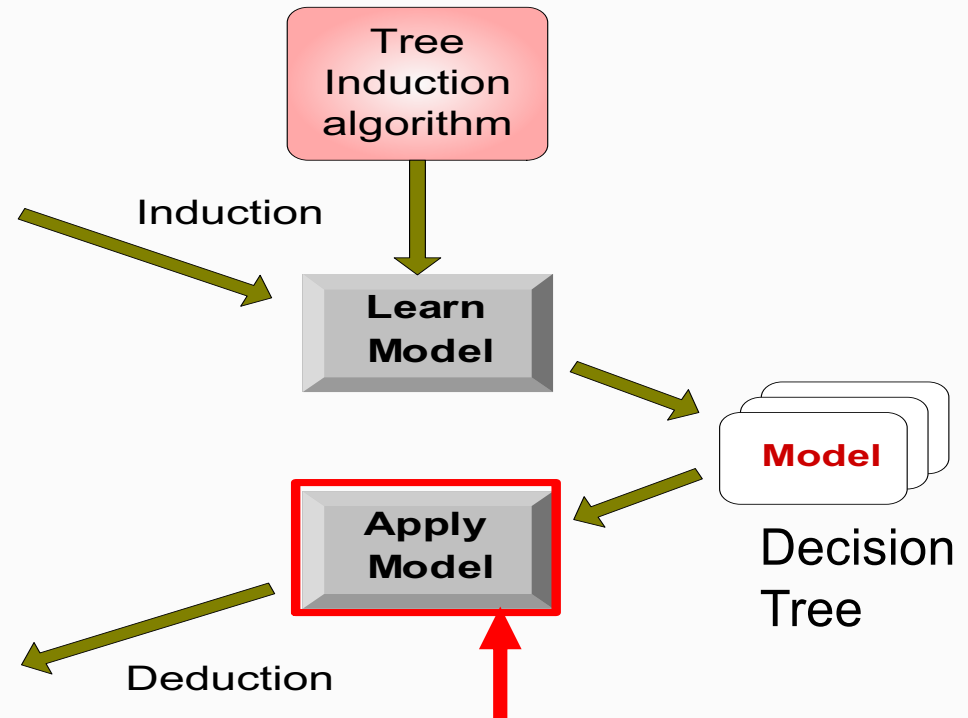 Tree
Induction
algorithm
Induction
Learn
Model
Model
Apply
Model
Decision
Tree
Deduction